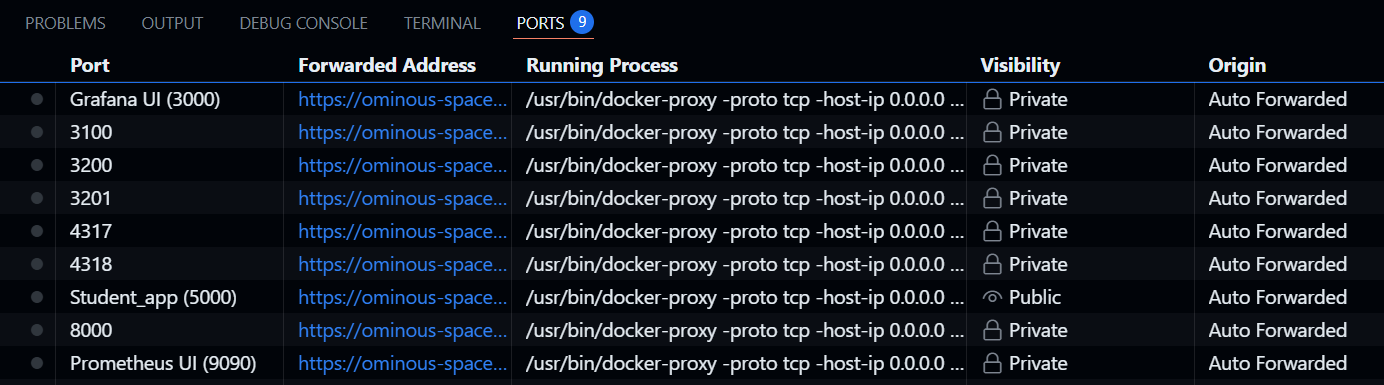 PROBLEMS OUTPUT DEBUG CONSOLE TERMINAL PORTS 9
Port Forwarded Address Running Process Visibility Origin
Grafana UI (3000) https://ominous-space... /usr/bin/docker-proxy -proto tcp -host-ip 0.0.0.0 ... Private Auto Forwarded
3100 https://ominous-space... /usr/bin/docker-proxy -proto tcp -host-ip 0.0.0.0 ... Private Auto Forwarded
3200 https://ominous-space... /usr/bin/docker-proxy -proto tcp -host-ip 0.0.0.0 ... Private Auto Forwarded
3201 https://ominous-space... /usr/bin/docker-proxy -proto tcp -host-ip 0.0.0.0 ... Private Auto Forwarded
4317 https://ominous-space... /usr/bin/docker-proxy -proto tcp -host-ip 0.0.0.0 ... Private Auto Forwarded
4318 https://ominous-space... /usr/bin/docker-proxy -proto tcp -host-ip 0.0.0.0 ... Private Auto Forwarded
Student_app (5000) https://ominous-space... /usr/bin/docker-proxy -proto tcp -host-ip 0.0.0.0 ... Public Auto Forwarded
8000 https://ominous-space... /usr/bin/docker-proxy -proto tcp -host-ip 0.0.0.0 ... Private Auto Forwarded
Prometheus UI (9090) https://ominous-space... /usr/bin/docker-proxy -proto tcp -host-ip 0.0.0.0 ... Private Auto Forwarded